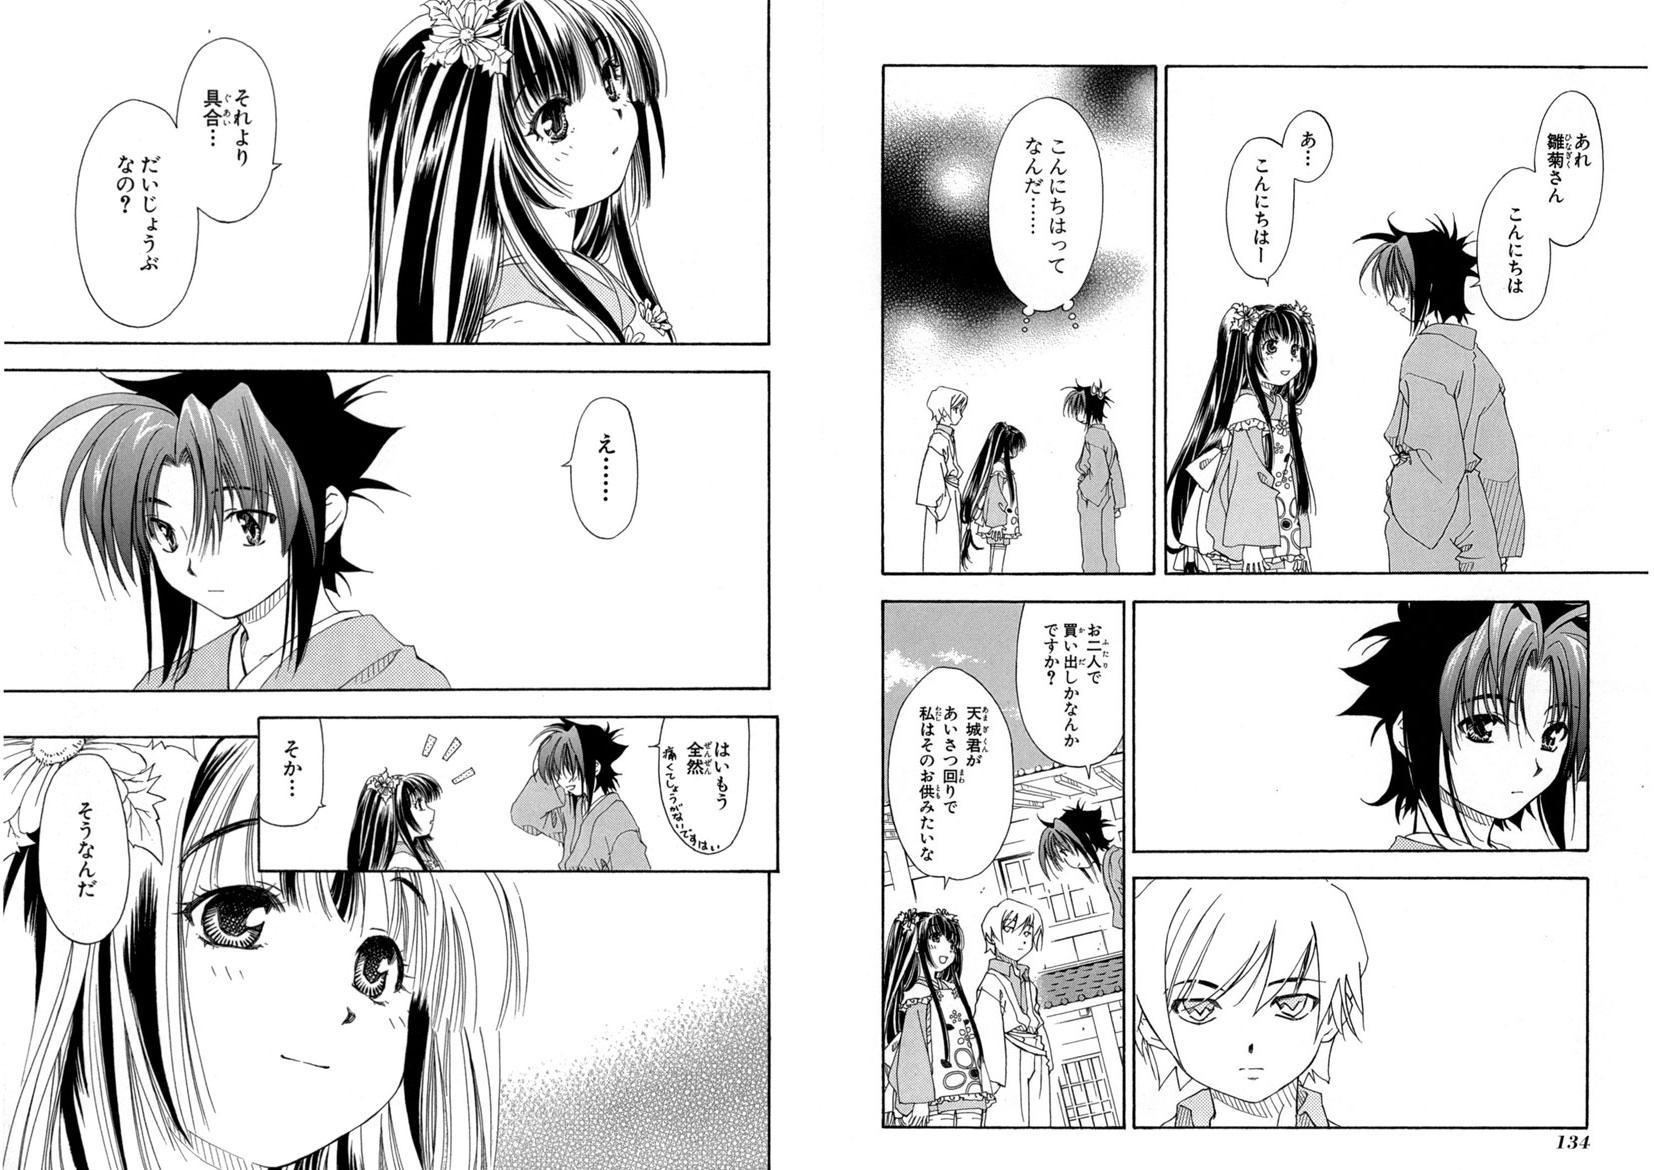 あれ
雛菊さん
こんにちは
あ…
こんにちはー
こんにちはって
なんだ……
お二人で
買い出しかなんか
ですか？
天城君が
あいさつ回りで
私はそのお供みたいな
134
それより
具合…
だいじょうぶ
なの？
え……
はいもう
全然
痛くてしょうがないですはい
そか…
そうなんだ